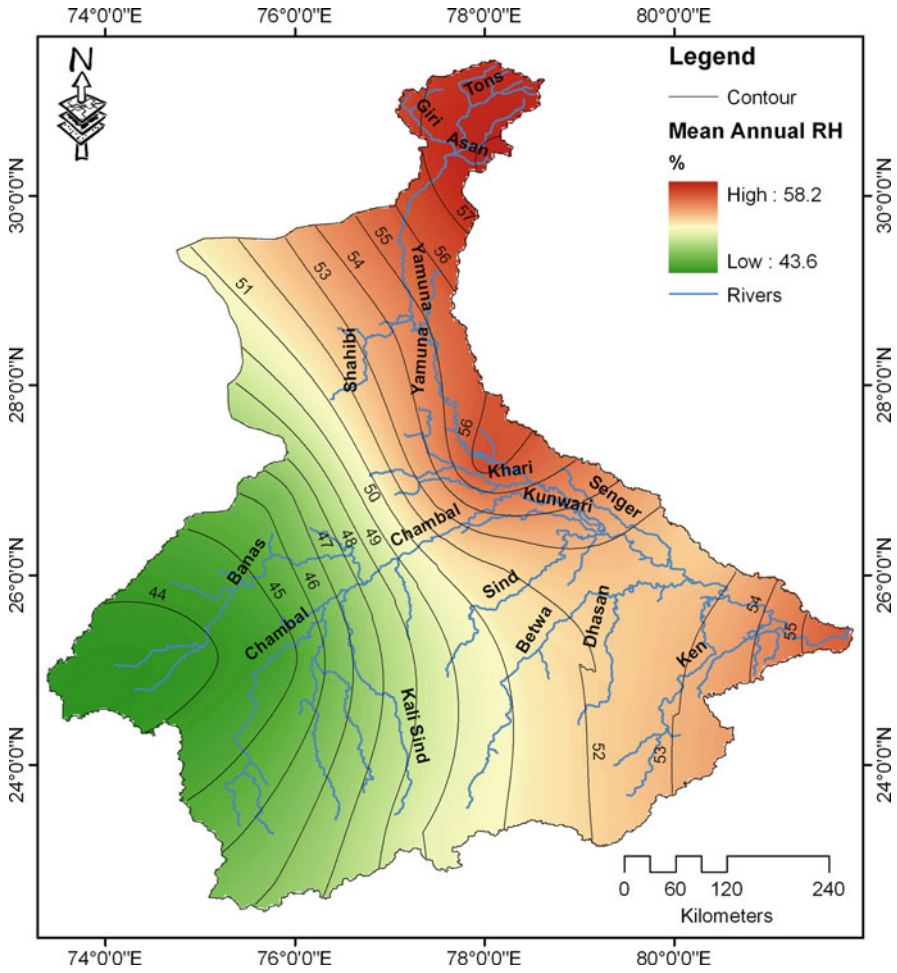 74°0'0"E 76°0'0"E 78°0'0"E 80°0'0"E
N
Legend
Contour
Mean Annual RH
%
High : 58.2
Low : 43.6
Rivers
30°0'0"N
28°0'0"N
26°0'0"N
24°0'0"N
30°0'0"N
28°0'0"N
26°0'0"N
24°0'0"N
Tons
Giri
Asan
57
55
56
54
53
51
Yamuna
Yamuna
Shahibi
56
Khari
Senger
Kunwari
50
Chambal
49
48
47
46
45
44
Banas
Chambal
Sind
Betwa
Dhasan
Ken
54
55
Kali Sind
52
53
0 60 120 240
Kilometers
74°0'0"E 76°0'0"E 78°0'0"E 80°0'0"E